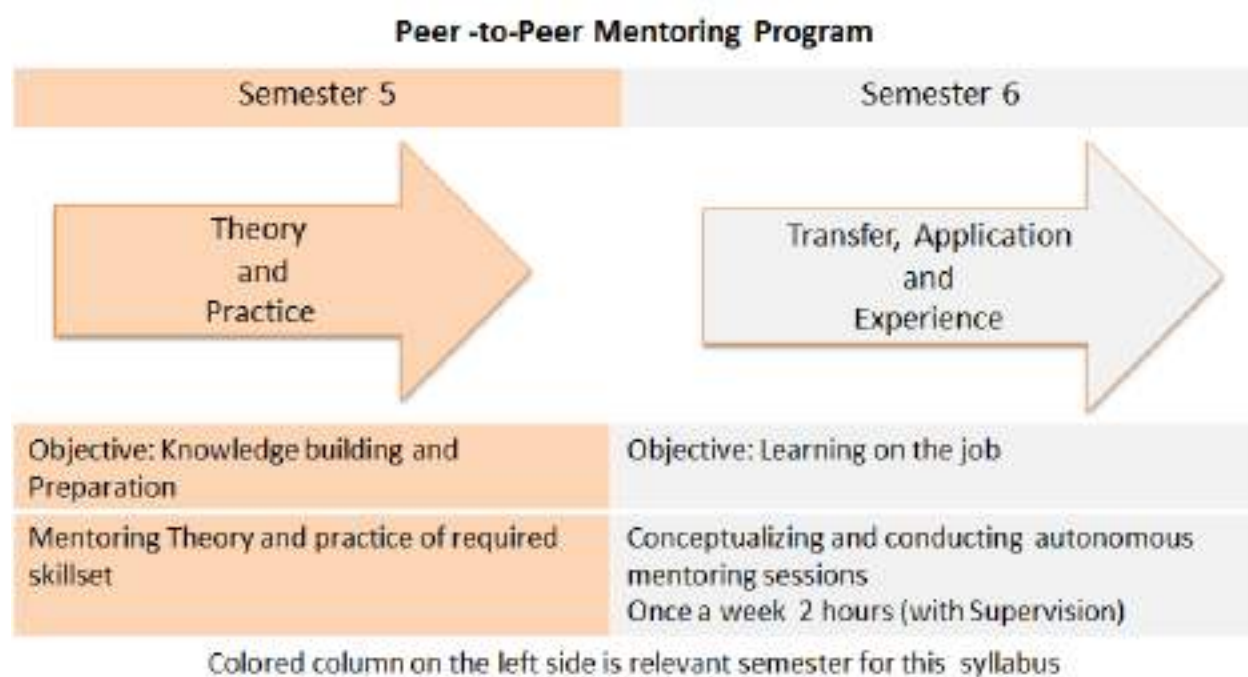 Peer -to-Peer Mentoring Program
Semester 5
Semester 6
Theory
and
Practice
Transfer, Application
and
Experience
Objective: Knowledge building and
Preparation
Objective: Learning on the job
Mentoring Theory and practice of required
skillset
Conceptualizing and conducting autonomous
mentoring sessions
Once a week 2 hours (with Supervision)
Colored column on the left side is relevant semester for this syllabus